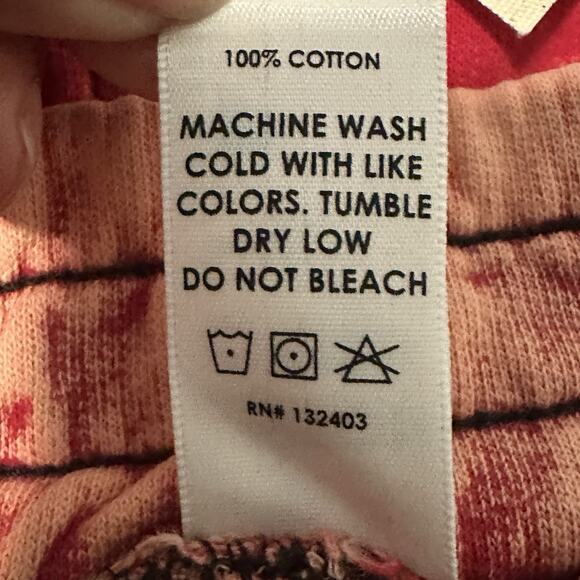 100% COTTON
MACHINE WASH
COLD WITH LIKE
COLORS. TUMBLE
DRY LOW
DO NOT BLEACH
RN# 132403